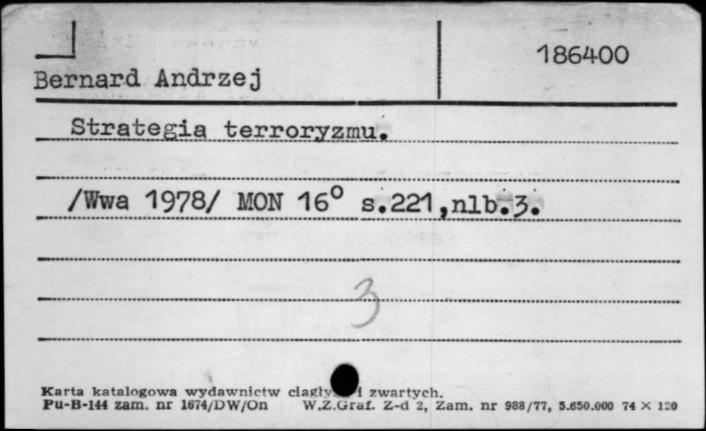 186400
Bernard Andrzej
Strategia terroryzmu.
/Wwa 1978/ MON 16° s.221,nlb.3.
3
Karta katalogowa wydawnictw i zwartych.
Pu-B-144 zam. nr 1674/DW/On W.Z.Graf. Z-d 2, Zam. nr 988/77, 5.650.000 74 × 120